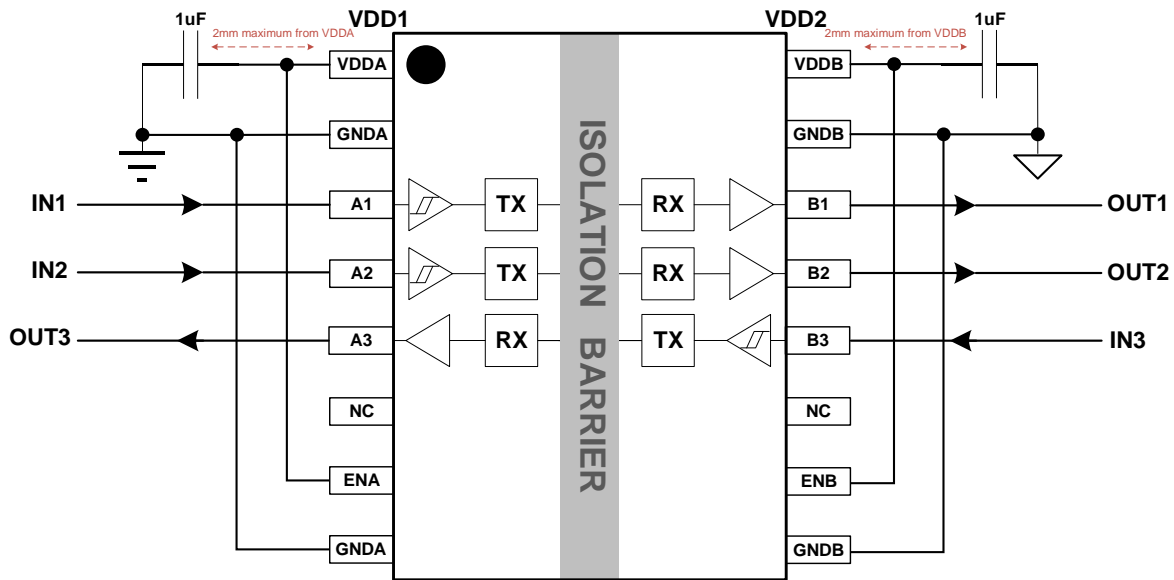 1uF VDD1 VDD2 1uF
2mm maximum from VDDA 2mm maximum from VDDB
VDDA VDDB
GNDA GNDB
ISOLATION BARRIER
IN1 A1 TX RX B1 OUT1
IN2 A2 TX RX B2 OUT2
OUT3 A3 RX TX B3 IN3
NC NC
ENA ENB
GNDA GNDB